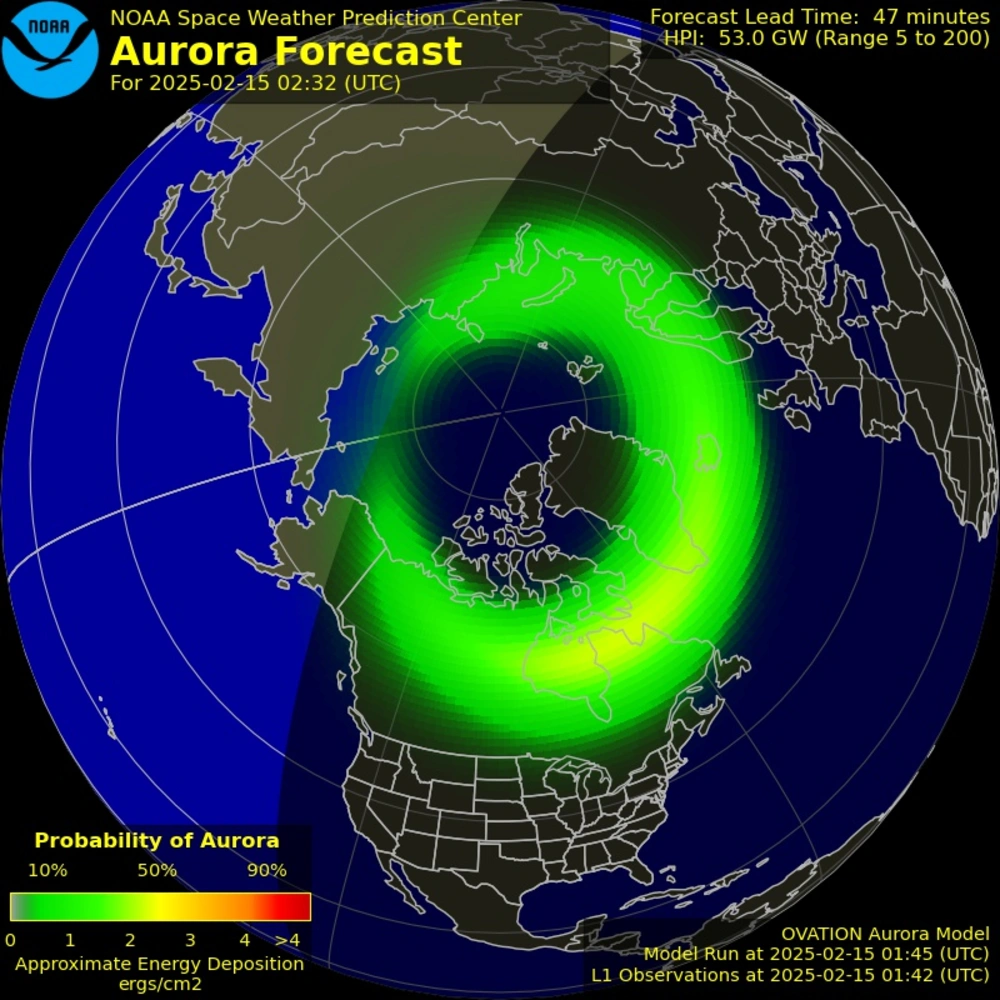 NOAA
NOAA Space Weather Prediction Center
Aurora Forecast
For 2025-02-15 02:32 (UTC)
Forecast Lead Time: 47 minutes
HPI: 53.0 GW (Range 5 to 200)
Probability of Aurora
10% 50% 90%
0 1 2 3 4 >4
Approximate Energy Deposition
ergs/cm2
OVATION Aurora Model
Model Run at 2025-02-15 01:45 (UTC)
L1 Observations at 2025-02-15 01:42 (UTC)